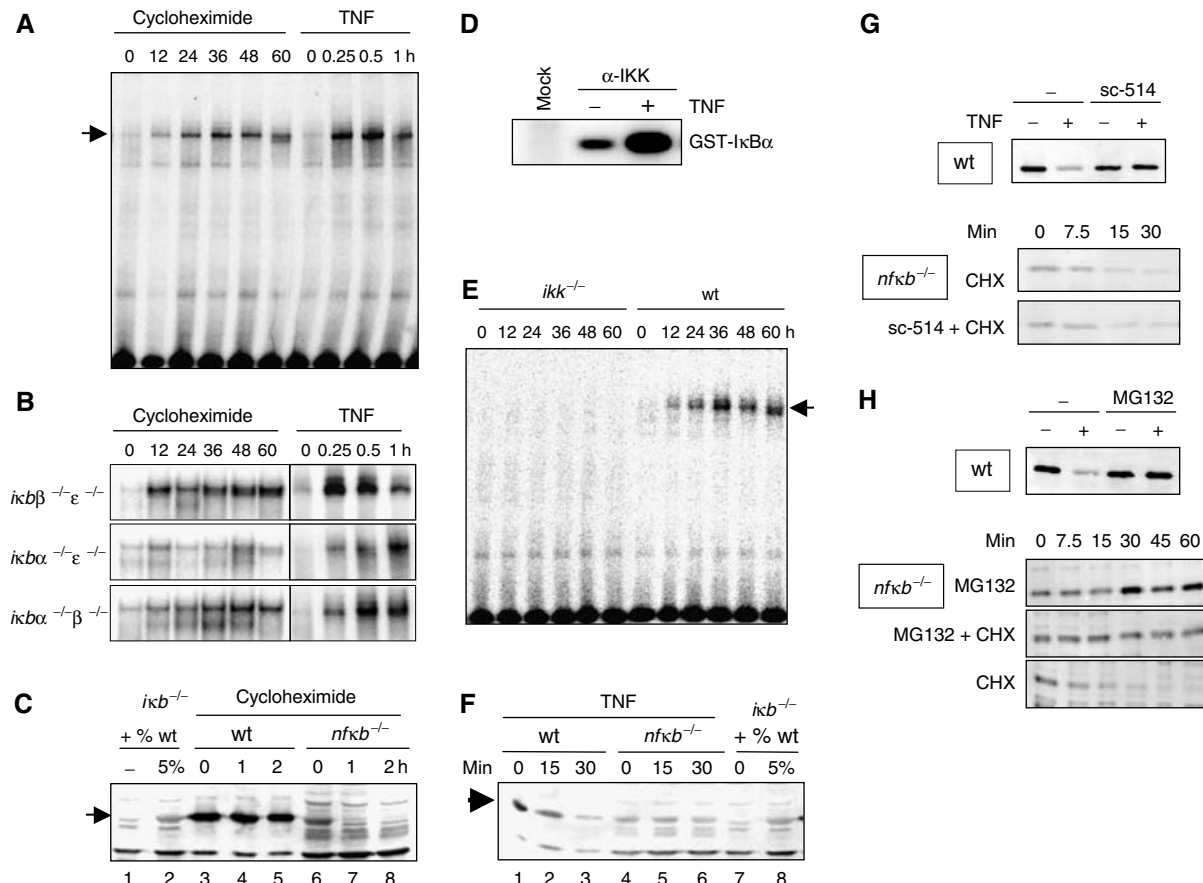 A
Cycloheximide TNF
0 12 24 36 48 60 0 0.25 0.5 1 h
B
Cycloheximide TNF
0 12 24 36 48 60 0 0.25 0.5 1 h
iκbβ −/−ε −/−
iκbα −/−ε −/−
iκbα −/−β −/−
C
iκb−/− Cycloheximide
+ % wt wt nfκb−/−
– 5% 0 1 2 0 1 2 h
1 2 3 4 5 6 7 8
D
Mock
α-IKK
– + TNF
GST-IκBα
E
ikk−/− wt
0 12 24 36 48 60 0 12 24 36 48 60 h
F
TNF iκb−/−
wt nfκb−/− + % wt
Min 0 15 30 0 15 30 0 5%
1 2 3 4 5 6 7 8
G
– sc-514
TNF – + – +
wt
Min 0 7.5 15 30
nfκb−/− CHX
sc-514 + CHX
H
– MG132
– + – +
wt
Min 0 7.5 15 30 45 60
nfκb−/− MG132
MG132 + CHX
CHX